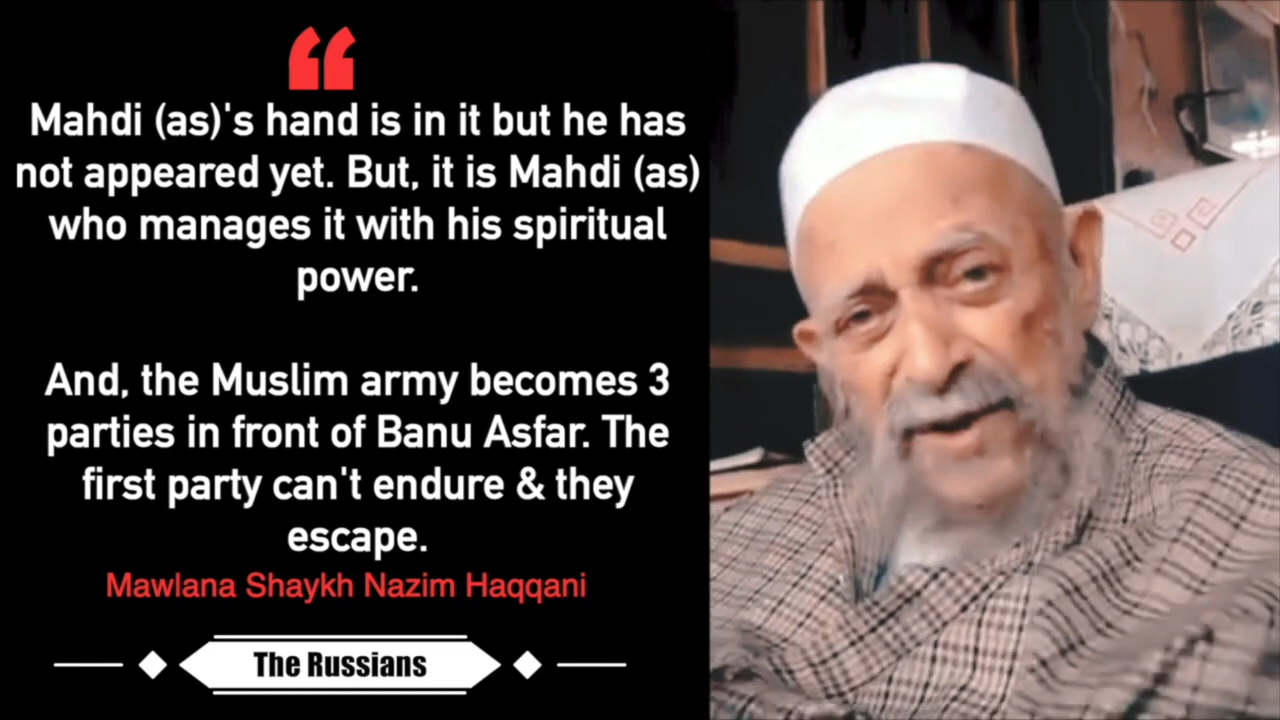 “
Mahdi (as)'s hand is in it but he has
not appeared yet. But, it is Mahdi (as)
who manages it with his spiritual
power.
And, the Muslim army becomes 3
parties in front of Banu Asfar. The
first party can't endure & they
escape.
Mawlana Shaykh Nazim Haqqani
The Russians